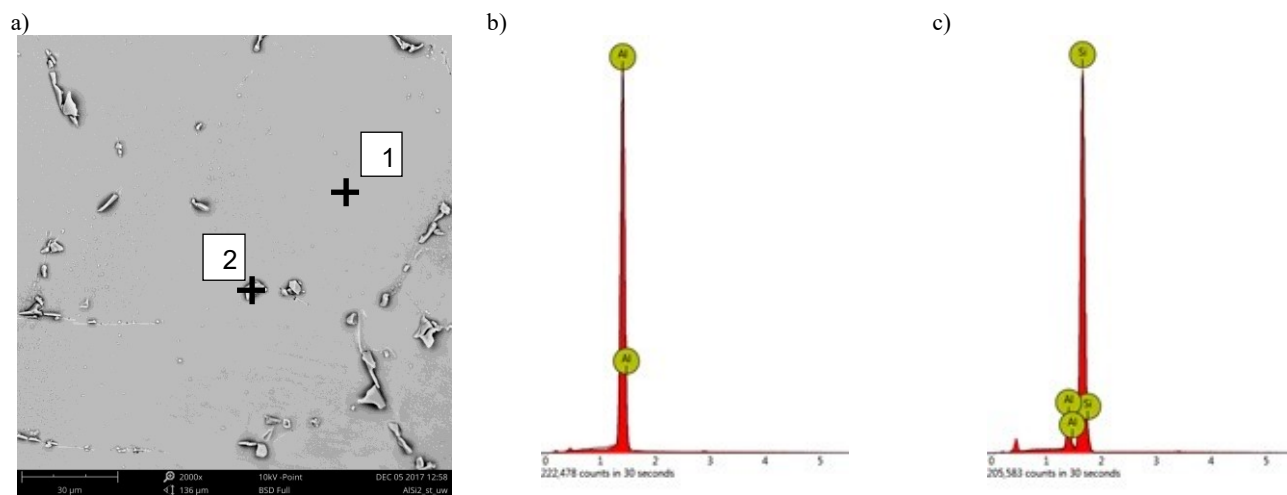 a)
b)
c)
1
2
2000x 10kV -Point DEC 05 2017 12:58
30 µm 136 µm BSD Full AlSi2_st_uw
Al
Al
0 1 2 3 4 5
222,478 counts in 30 seconds
Si
Al
Si
Al
0 1 2 3 4 5
205,583 counts in 30 seconds